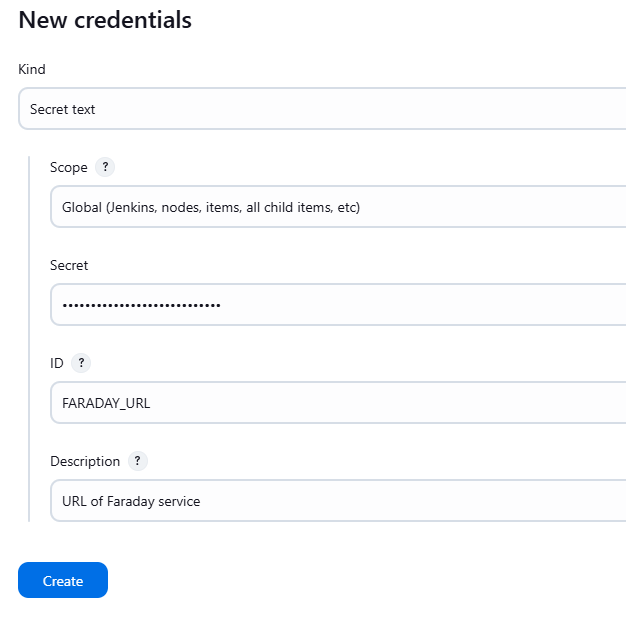 New credentials
Kind
Secret text
Scope ?
Global (Jenkins, nodes, items, all child items, etc)
Secret
••••••••••••••••••••••••••••
ID ?
FARADAY_URL
Description ?
URL of Faraday service
Create